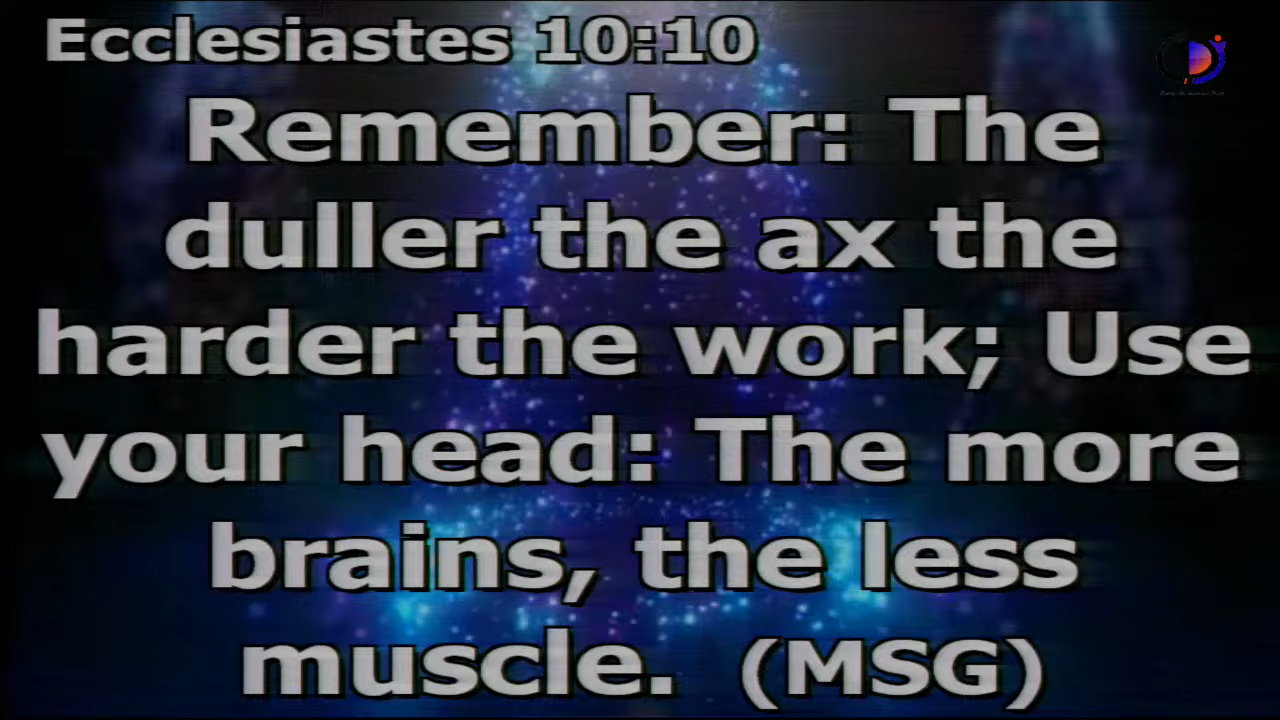 Ecclesiastes 10:10
Remember: The
duller the ax the
harder the work; Use
your head: The more
brains, the less
muscle. (MSG)